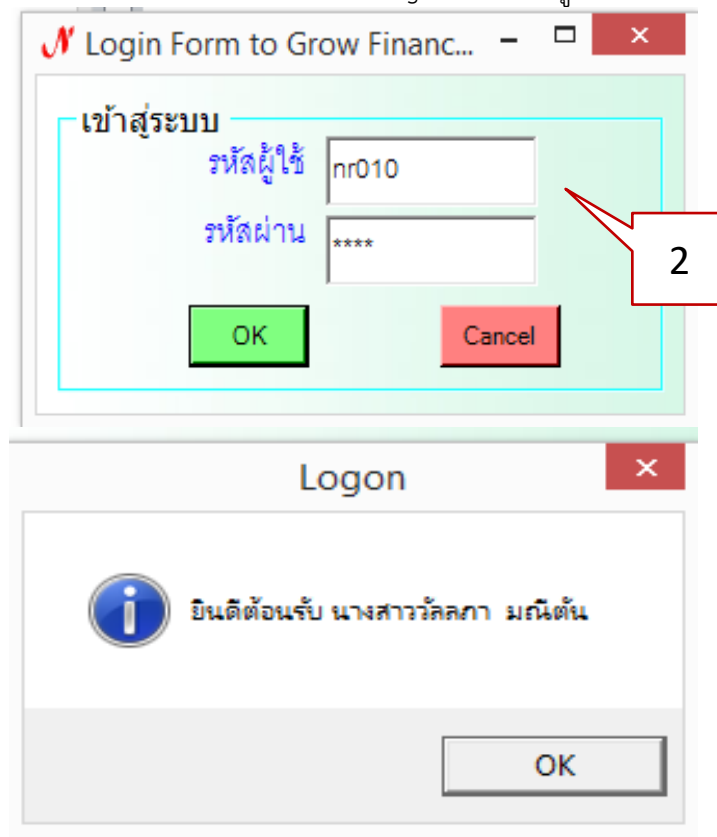 Login Form to Grow Financ...
เข้าสู่ระบบ
รหัสผู้ใช้ nr010
รหัสผ่าน ****
2
OK Cancel
Logon
ยินดีต้อนรับ นางสาววัลลภา มณีตัน
OK